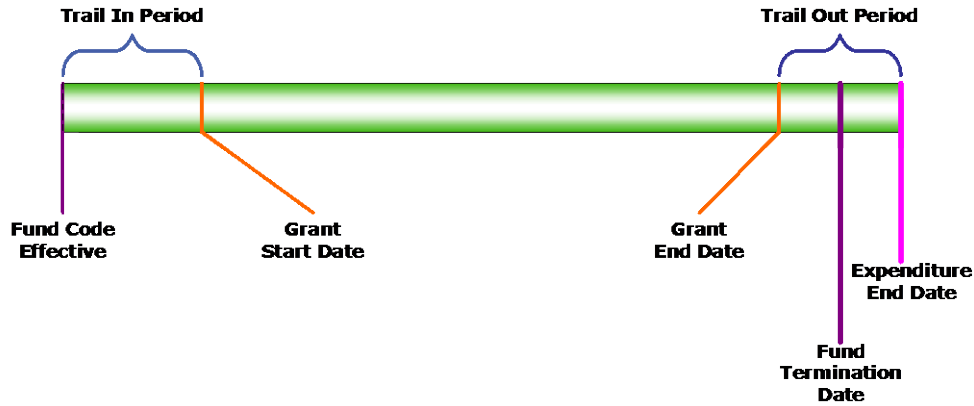 Trail In Period
Trail Out Period
Fund Code
Effective
Grant
Start Date
Grant
End Date
Expenditure
End Date
Fund
Termination
Date